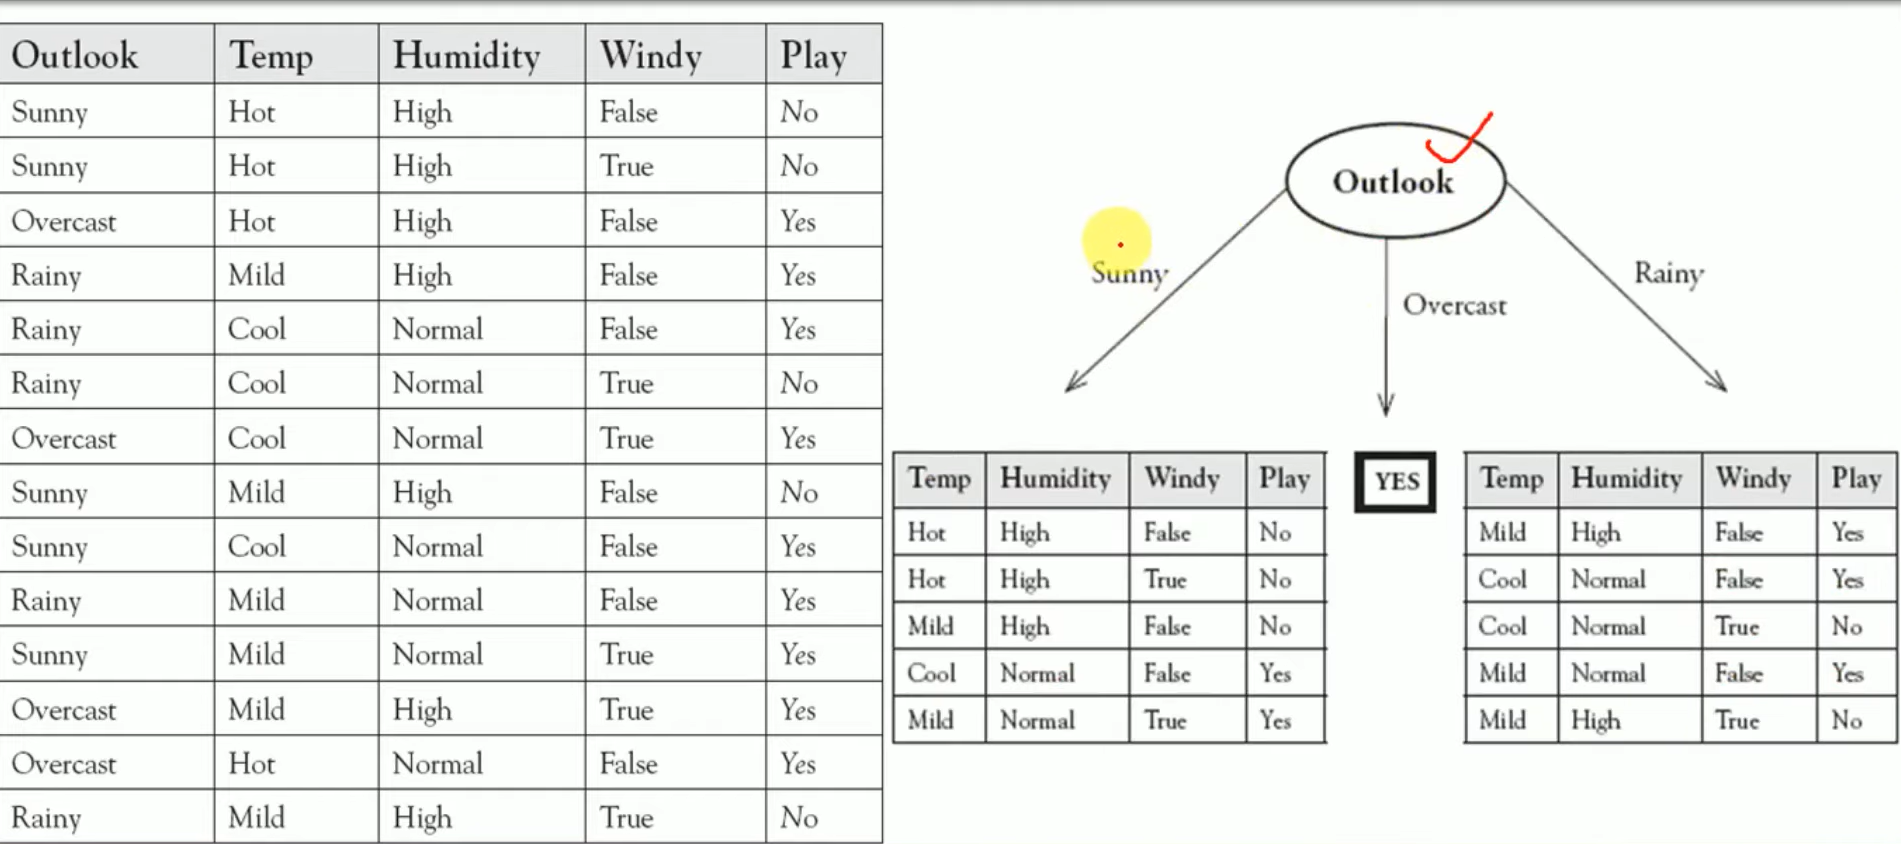 Outlook Temp Humidity Windy Play
Sunny Hot High False No
Sunny Hot High True No
Overcast Hot High False Yes
Rainy Mild High False Yes
Rainy Cool Normal False Yes
Rainy Cool Normal True No
Overcast Cool Normal True Yes
Sunny Mild High False No
Sunny Cool Normal False Yes
Rainy Mild Normal False Yes
Sunny Mild Normal True Yes
Overcast Mild High True Yes
Overcast Hot Normal False Yes
Rainy Mild High True No
Outlook
Sunny
Overcast
Rainy
Temp Humidity Windy Play
Hot High False No
Hot High True No
Mild High False No
Cool Normal False Yes
Mild Normal True Yes
YES
Temp Humidity Windy Play
Mild High False Yes
Cool Normal False Yes
Cool Normal True No
Mild Normal False Yes
Mild High True No